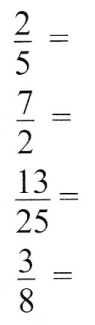 2/5 =
7/2 =
13/25 =
3/8 =